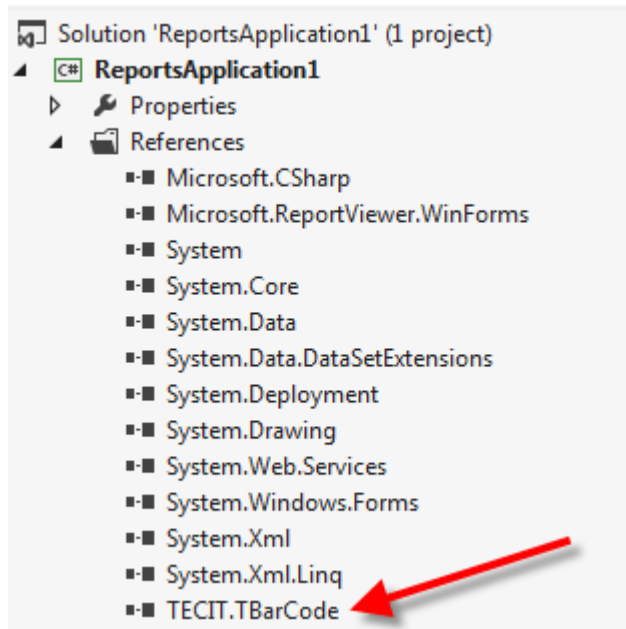 Solution 'ReportsApplication1' (1 project)
C# ReportsApplication1
Properties
References
Microsoft.CSharp
Microsoft.ReportViewer.WinForms
System
System.Core
System.Data
System.Data.DataSetExtensions
System.Deployment
System.Drawing
System.Web.Services
System.Windows.Forms
System.Xml
System.Xml.Linq
TECIT.TBarCode